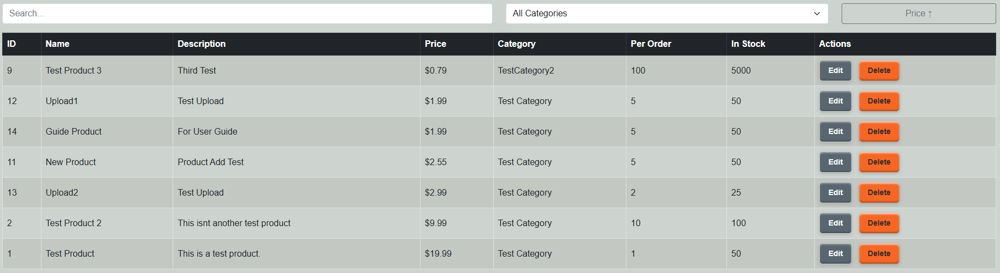 Search... All Categories Price ↑
ID Name Description Price Category Per Order In Stock Actions
9 Test Product 3 Third Test $0.79 TestCategory2 100 5000 Edit Delete
12 Upload1 Test Upload $1.99 Test Category 5 50 Edit Delete
14 Guide Product For User Guide $1.99 Test Category 5 50 Edit Delete
11 New Product Product Add Test $2.55 Test Category 5 50 Edit Delete
13 Upload2 Test Upload $2.99 Test Category 2 25 Edit Delete
2 Test Product 2 This isnt another test product $9.99 Test Category 10 100 Edit Delete
1 Test Product This is a test product. $19.99 Test Category 1 50 Edit Delete